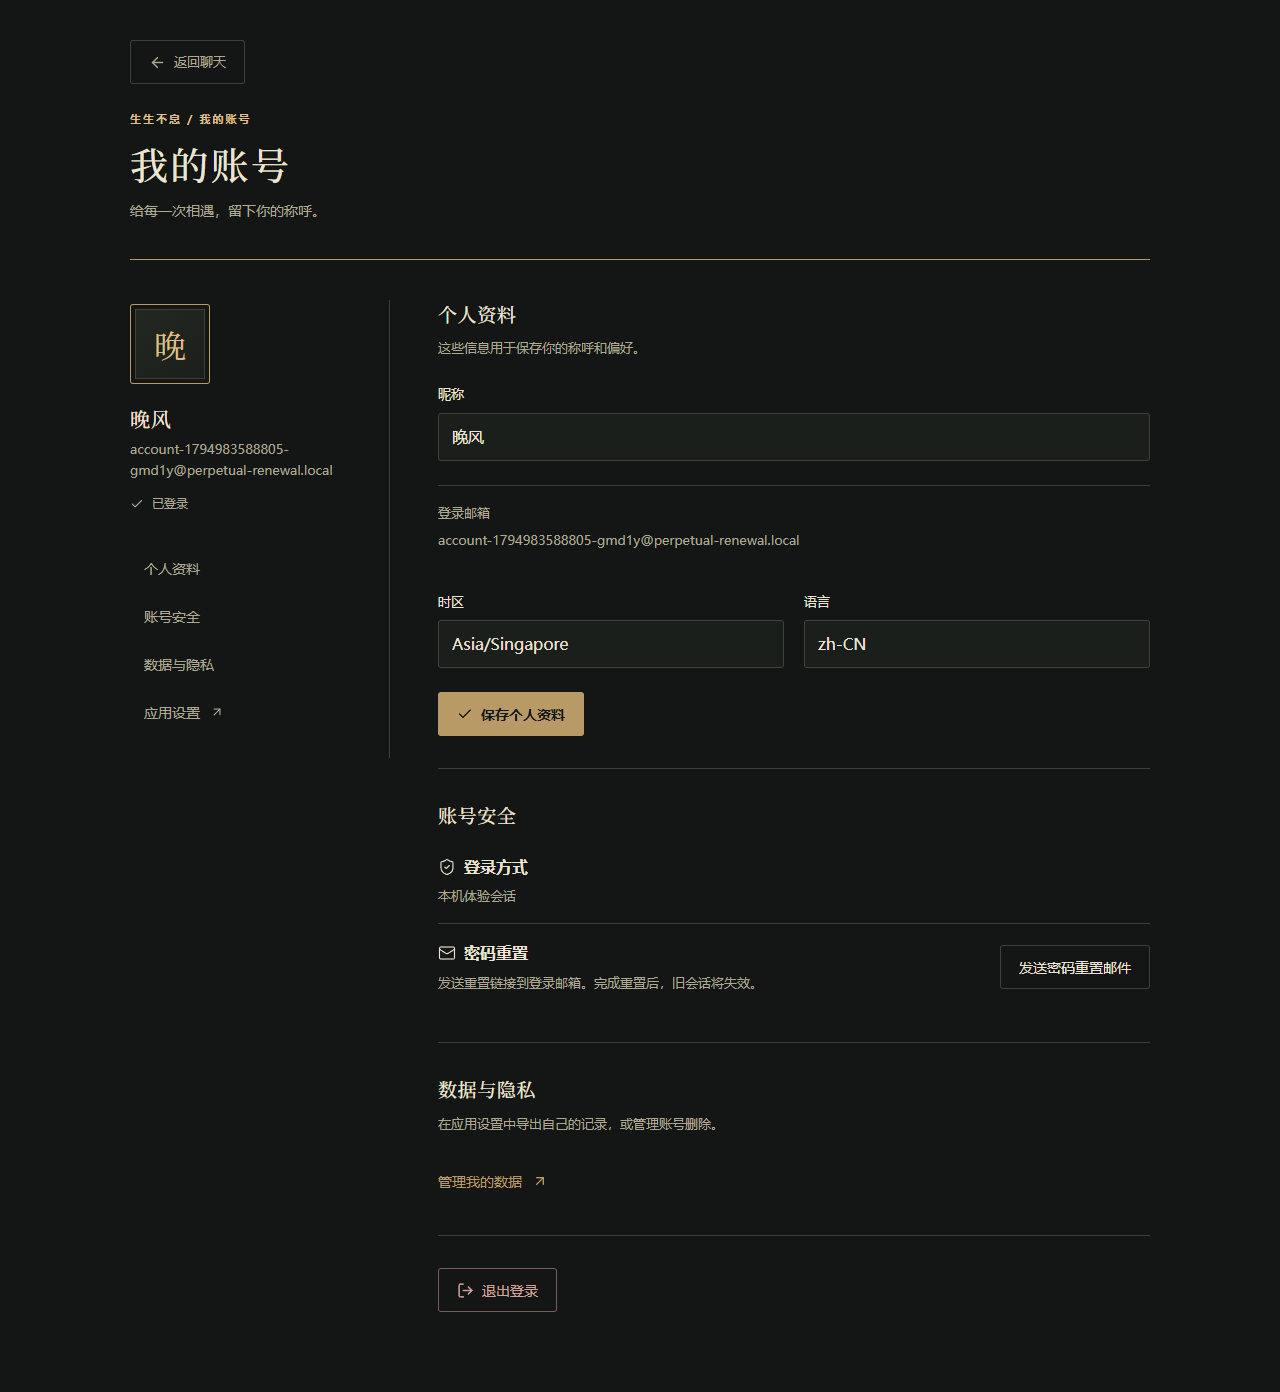 返回聊天
生生不息 / 我的账号
我的账号
给每一次相遇，留下你的称呼。
晚
晚风
account-1794983588805-
gmd1y@perpetual-renewal.local
已登录
个人资料
账号安全
数据与隐私
应用设置
个人资料
这些信息用于保存你的称呼和偏好。
昵称
晚风
登录邮箱
account-1794983588805-gmd1y@perpetual-renewal.local
时区
语言
Asia/Singapore
zh-CN
保存个人资料
账号安全
登录方式
本机体验会话
密码重置
发送重置链接到登录邮箱。完成重置后，旧会话将失效。
发送密码重置邮件
数据与隐私
在应用设置中导出自己的记录，或管理账号删除。
管理我的数据
退出登录